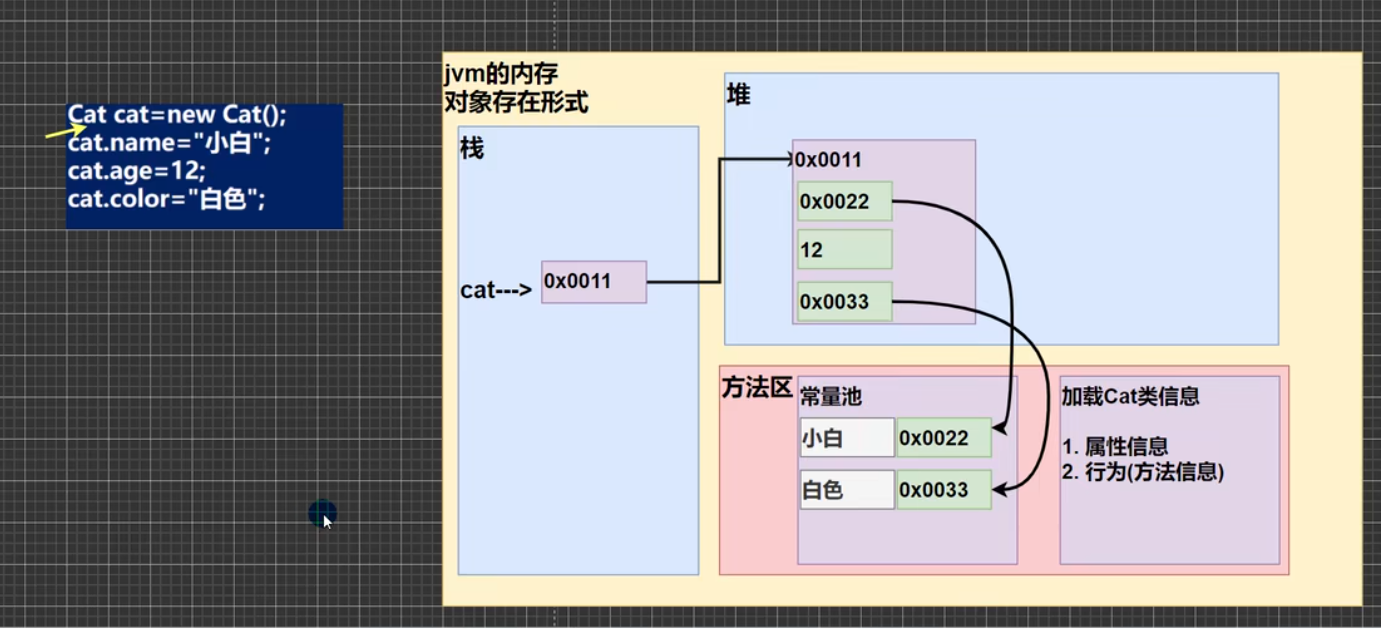 Cat cat=new Cat();
cat.name="小白";
cat.age=12;
cat.color="白色";
jvm的内存
对象存在形式
栈
cat--->
0x0011
堆
0x0011
0x0022
12
0x0033
方法区
常量池
小白
0x0022
白色
0x0033
加载Cat类信息
1. 属性信息
2. 行为(方法信息)